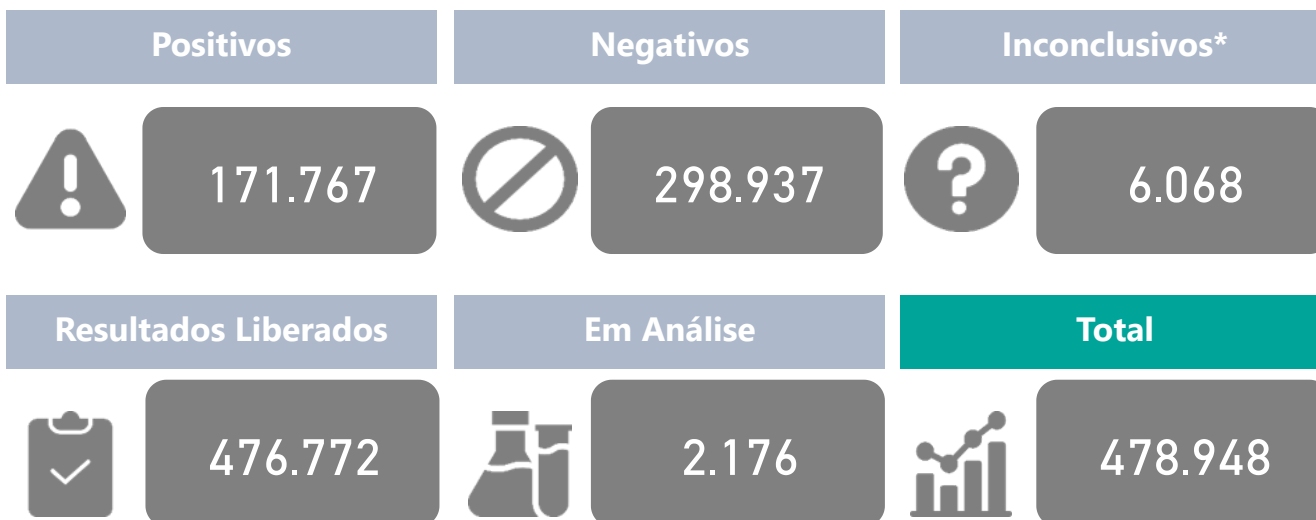 Positivos
Negativos
Inconclusivos*
171.767
298.937
6.068
Resultados Liberados
Em Análise
Total
476.772
2.176
478.948